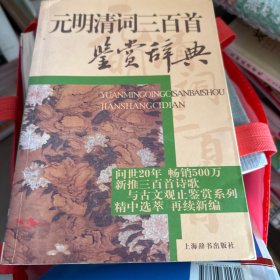 元明清词三百首
鉴赏辞典
YUANMINGQINGCISANBAISHOU
JIANSHANGCIDIAN
问世20年 畅销500万
新推三百首诗歌
与古文观止鉴赏系列
精中选萃 再续新编
上海辞书出版社